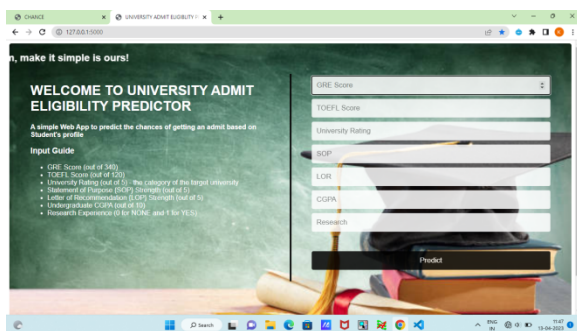 CHANCE
UNIVERSITY ADMIT ELIGIBILITY P
127.0.0.1:5000
n, make it simple is ours!
WELCOME TO UNIVERSITY ADMIT
ELIGIBILITY PREDICTOR
A simple Web App to predict the chances of getting an admit based on
Student's profile
Input Guide
GRE Score (out of 340)
TOEFL Score (out of 120)
University Rating (out of 5) - the category of the target university
Statement of Purpose (SOP) Strength (out of 5)
Letter of Recommendation (LOP) Strength (out of 5)
Undergraduate CGPA (out of 10)
Research Experience (0 for NONE and 1 for YES)
GRE Score
TOEFL Score
University Rating
SOP
LOR
CGPA
Research
Predict
Search
ENG
IN
11:47
13-04-2023